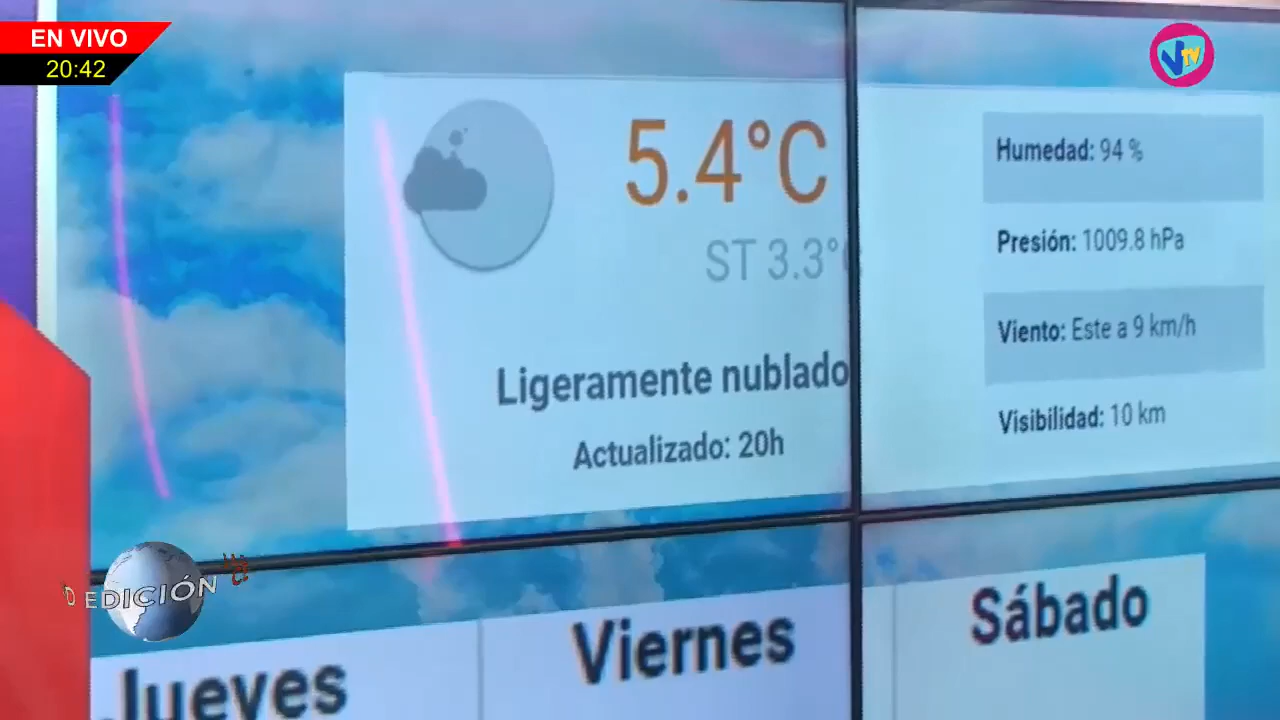 EN VIVO
20:42
VTV
5.4°C
ST 3.3°
Ligeramente nublado
Actualizado: 20h
Humedad: 94 %
Presión: 1009.8 hPa
Viento: Este a 9 km/h
Visibilidad: 10 km
EDICIÓN
Jueves
Viernes
Sábado